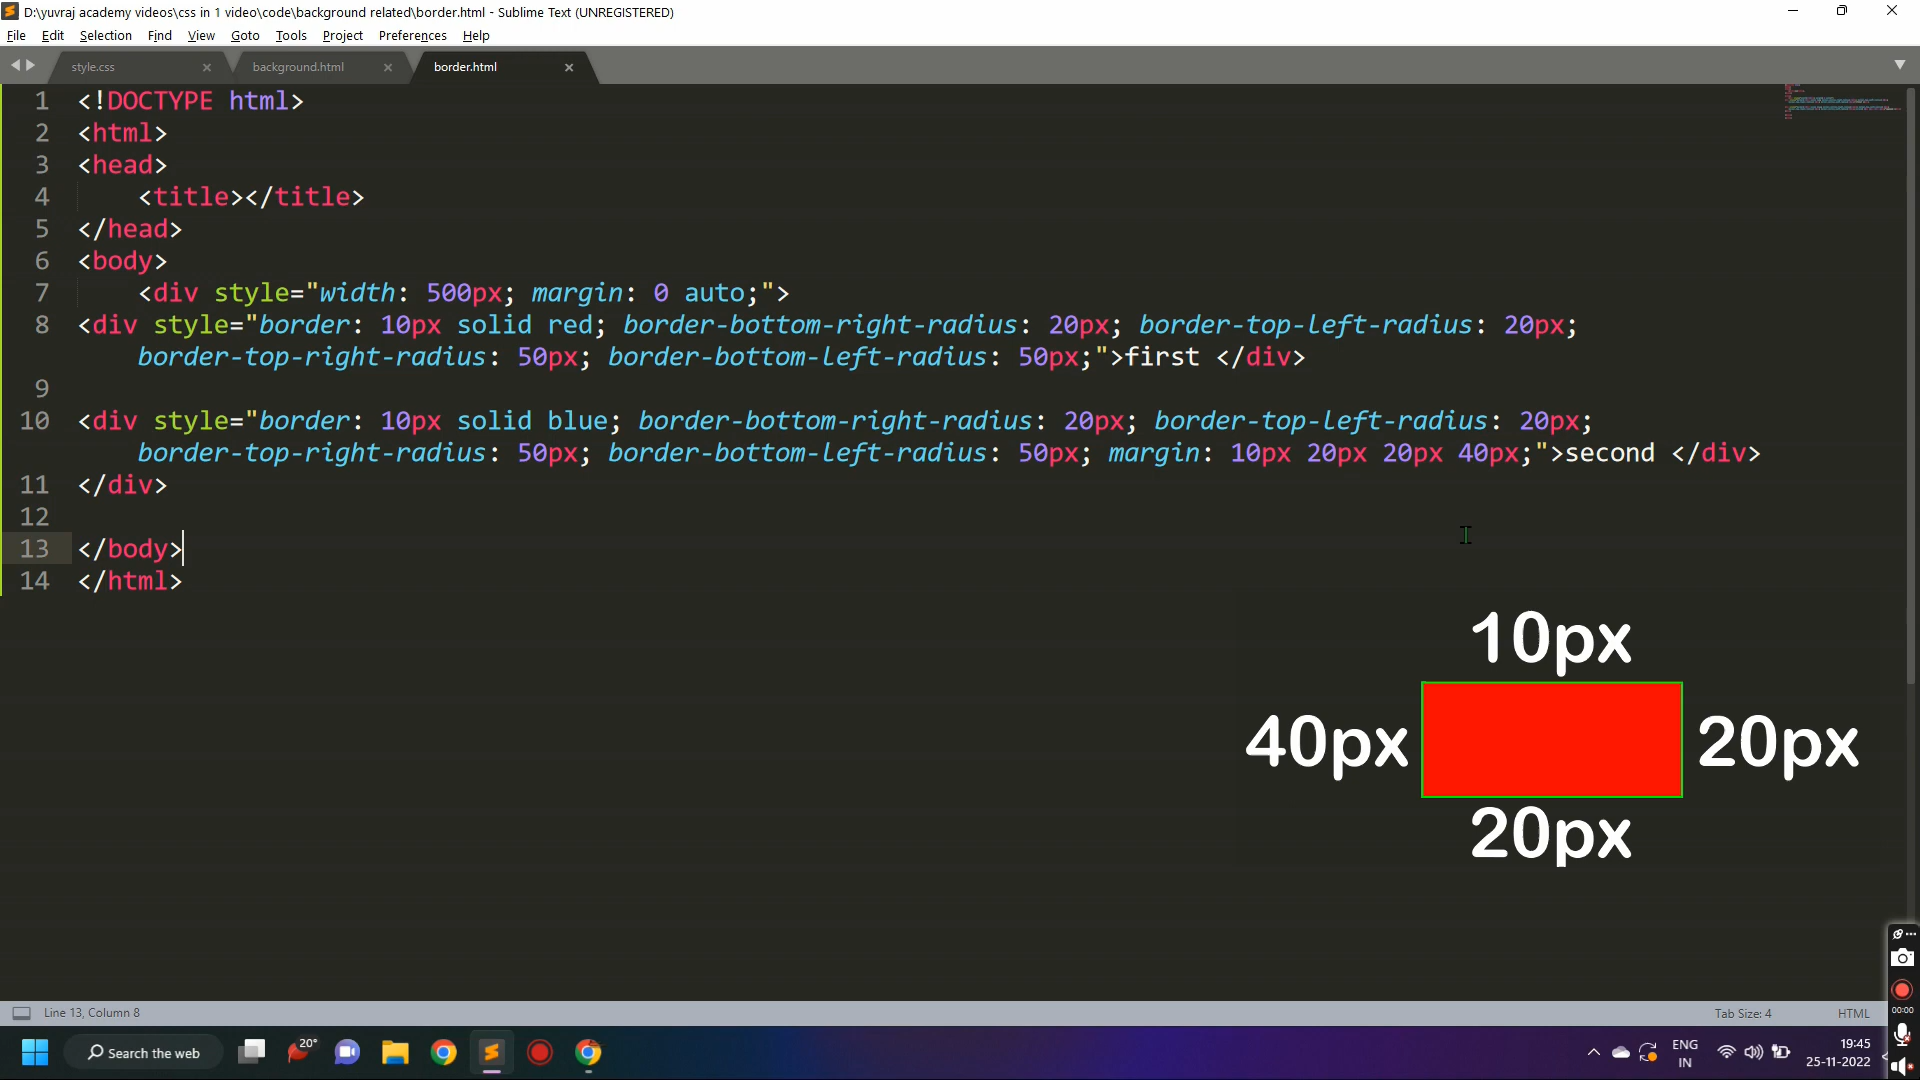 D:\yuvraj academy videos\css in 1 video\code\background related\border.html - Sublime Text (UNREGISTERED)
File Edit Selection Find View Goto Tools Project Preferences Help
style.css background.html border.html
1 <!DOCTYPE html>
2 <html>
3 <head>
4 <title></title>
5 </head>
6 <body>
7 <div style="width: 500px; margin: 0 auto;">
8 <div style="border: 10px solid red; border-bottom-right-radius: 20px; border-top-left-radius: 20px;
border-top-right-radius: 50px; border-bottom-left-radius: 50px;">first </div>
9
10 <div style="border: 10px solid blue; border-bottom-right-radius: 20px; border-top-left-radius: 20px;
border-top-right-radius: 50px; border-bottom-left-radius: 50px; margin: 10px 20px 20px 40px;">second </div>
11 </div>
12
13 </body>
14 </html>
10px
40px 20px
20px
Line 13, Column 8 Tab Size: 4 HTML
00:00
Search the web 20° ENG IN 19:45
25-11-2022